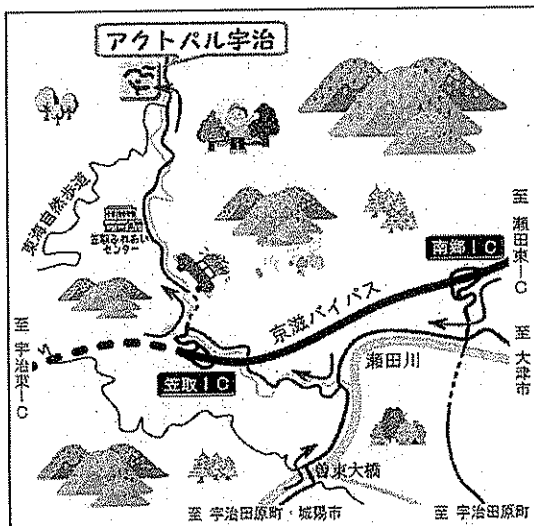 アクトパル宇治
東海自然歩道
笠取ふれあい
センター
至 瀬田東IC
南郷IC
京滋バイパス
至 宇治東IC
笠取IC
瀬田川
至 大津市
曽束大橋
至 宇治田原町・城陽市
至 宇治田原町